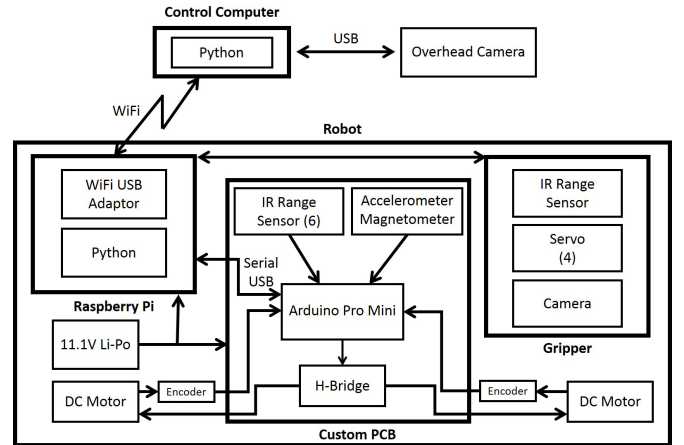 Control Computer
Python
USB
Overhead Camera
WiFi
Robot
WiFi USB
Adaptor
Python
Raspberry Pi
IR Range
Sensor (6)
Accelerometer
Magnetometer
Serial
USB
Arduino Pro Mini
H-Bridge
Custom PCB
IR Range
Sensor
Servo
(4)
Camera
Gripper
11.1V Li-Po
DC Motor
Encoder
Encoder
DC Motor